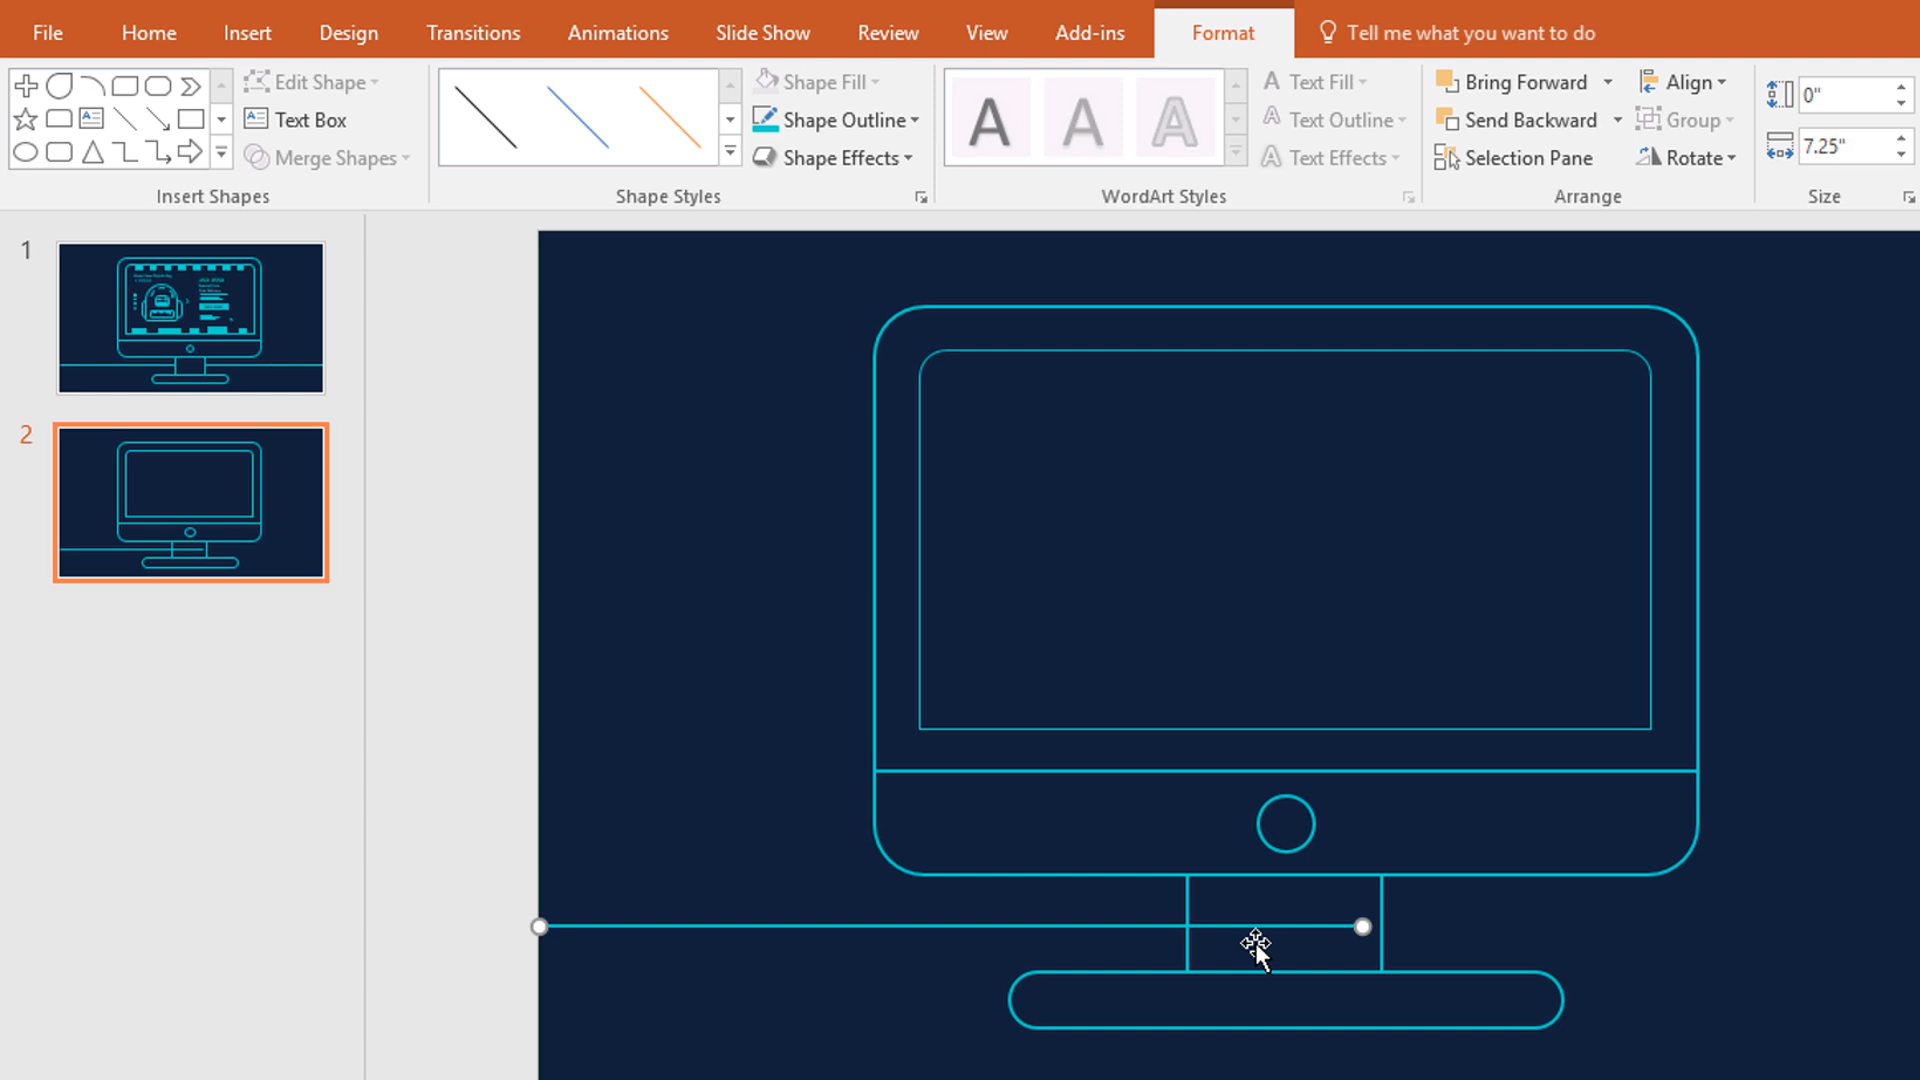 File Home Insert Design Transitions Animations Slide Show Review View Add-ins Format Tell me what you want to do
Edit Shape
Text Box
Merge Shapes
Insert Shapes
Shape Fill
Shape Outline
Shape Effects
Shape Styles
A A A
Text Fill
Text Outline
Text Effects
WordArt Styles
Bring Forward
Send Backward
Selection Pane
Align
Group
Rotate
Arrange
0"
7.25"
Size
1
2